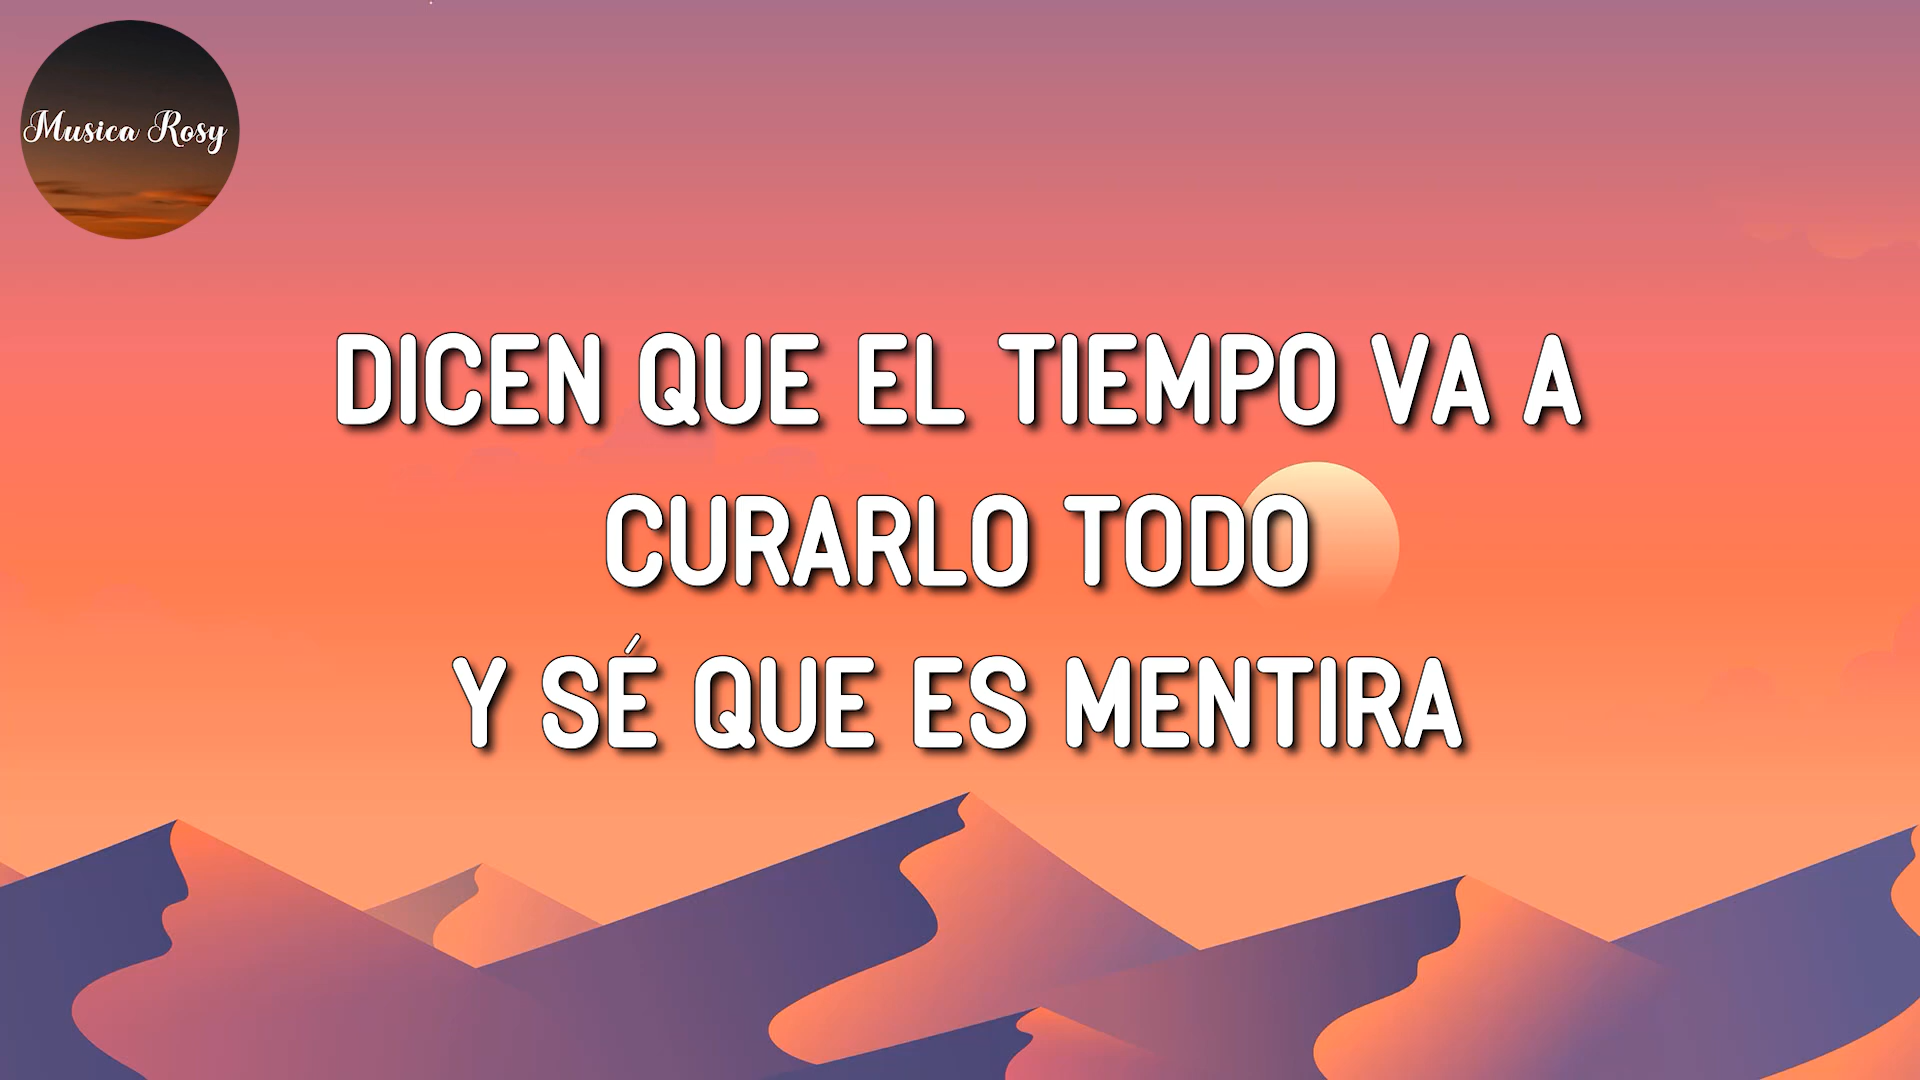 Musica Rosy
DICEN QUE EL TIEMPO VA A
CURARLO TODO
Y SÉ QUE ES MENTIRA